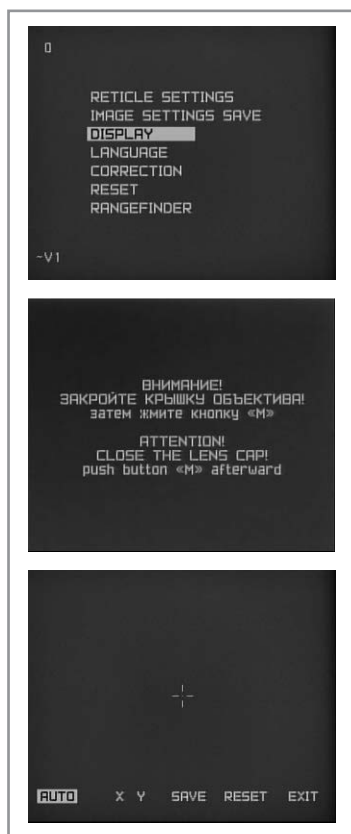 0
RETICLE SETTINGS
IMAGE SETTINGS SAVE
DISPLAY
LANGUAGE
CORRECTION
RESET
RANGEFINDER
~V1
ВНИМАНИЕ!
ЗАКРОЙТЕ КРЫШКУ ОБЪЕКТИВА!
затем жмите кнопку «М»
ATTENTION!
CLOSE THE LENS CAP!
push button «M» afterward
AUTO X Y SAVE RESET EXIT